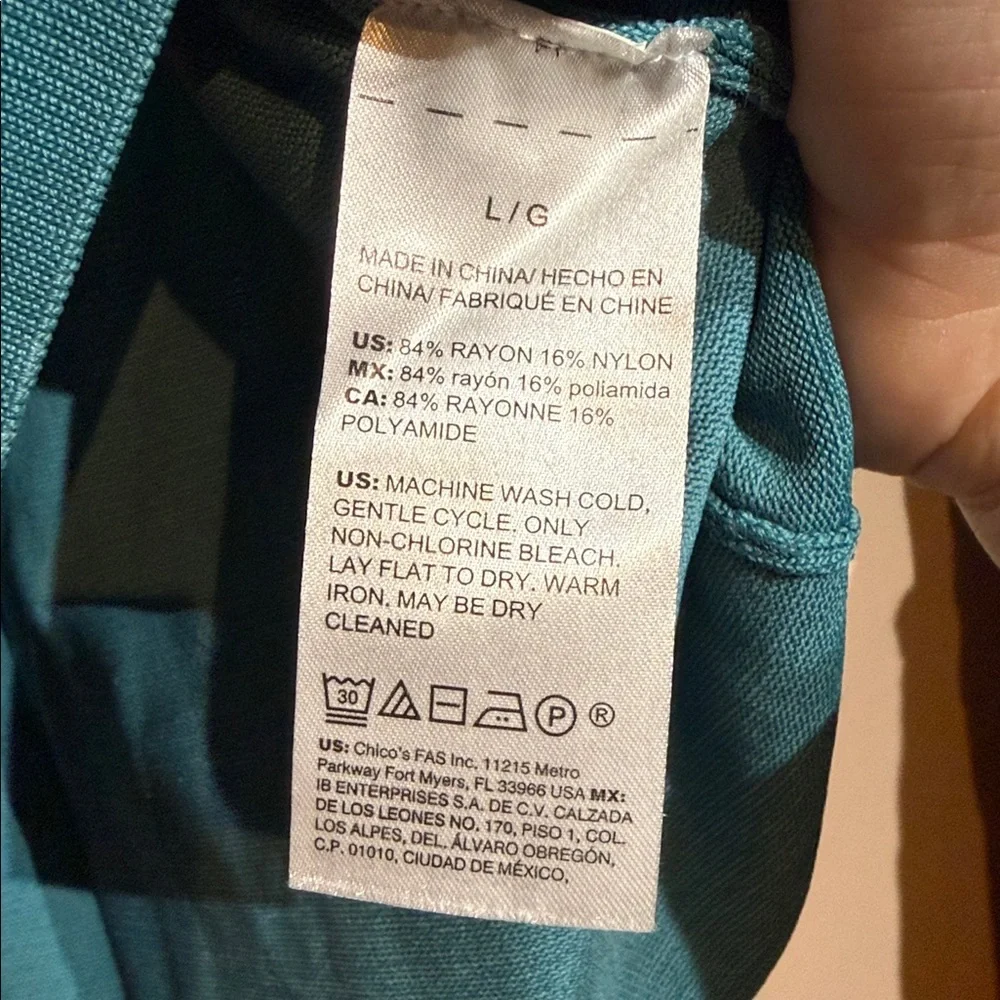 L/G
MADE IN CHINA/ HECHO EN
CHINA/ FABRIQUÉ EN CHINE
US: 84% RAYON 16% NYLON
MX: 84% rayón 16% poliamida
CA: 84% RAYONNE 16%
POLYAMIDE
US: MACHINE WASH COLD,
GENTLE CYCLE. ONLY
NON-CHLORINE BLEACH.
LAY FLAT TO DRY. WARM
IRON. MAY BE DRY
CLEANED
30 P ®
US: Chico's FAS Inc. 11215 Metro
Parkway Fort Myers, FL 33966 USA MX:
IB ENTERPRISES S.A. DE C.V. CALZADA
DE LOS LEONES NO. 170, PISO 1, COL.
LOS ALPES, DEL. ÁLVARO OBREGÓN,
C.P. 01010, CIUDAD DE MÉXICO,